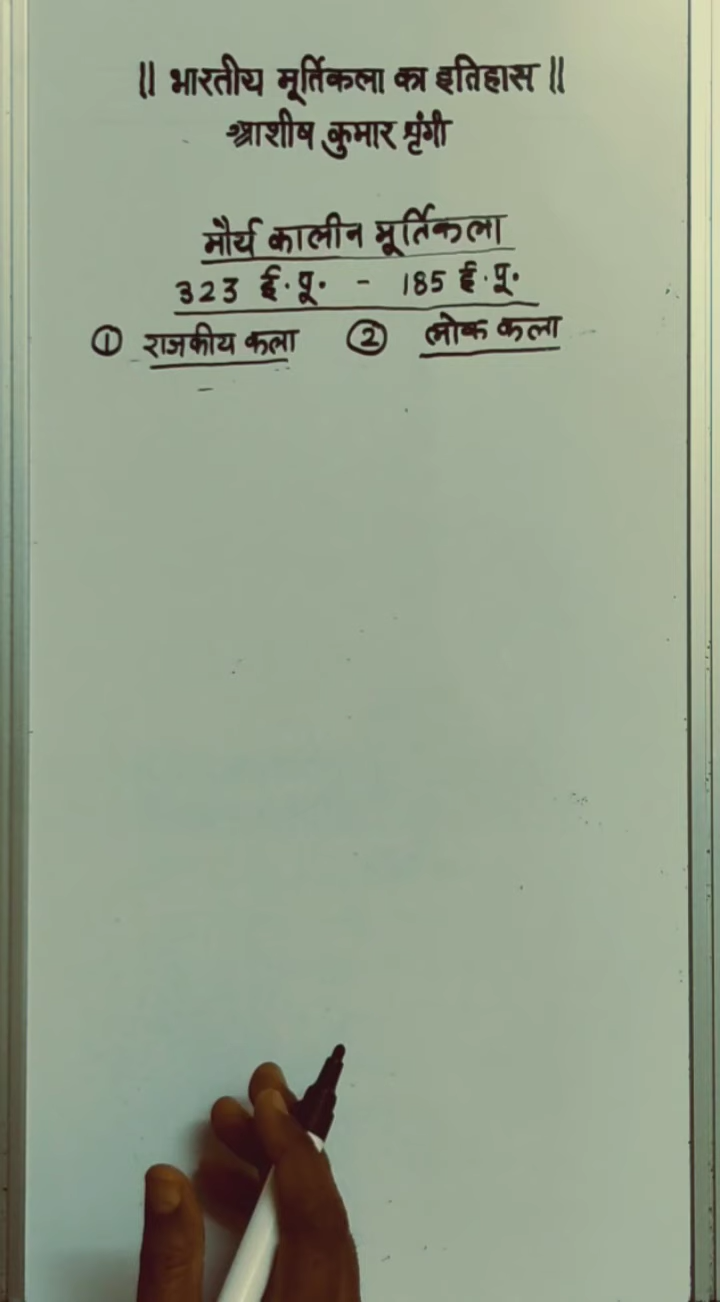 || भारतीय मूर्तिकला का इतिहास ||
आशीष कुमार श्रृंगी
मौर्य कालीन मूर्तिकला
323 ई.पू. - 185 ई.पू.
① राजकीय कला ② लोक कला